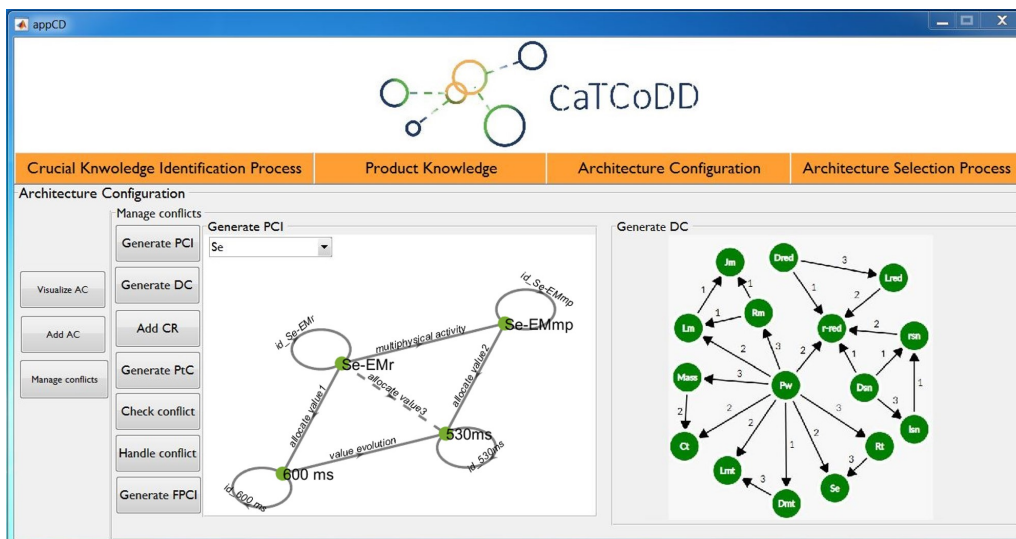 appCD
CaTCoDD
Crucial Knwoledge Identification Process
Product Knowledge
Architecture Configuration
Architecture Selection Process
Architecture Configuration
Visualize AC
Add AC
Manage conflicts
Manage conflicts
Generate PCI
Generate DC
Add CR
Generate PtC
Check conflict
Handle conflict
Generate FPCI
Generate PCI
Se
id_Se-EMmp
Se-EMmp
id_Se-EMr
multiphysical activity
Se-EMr
allocate value1
allocate value3
allocate value2
value evolution
530ms
id_530ms
600 ms
id_600 ms
Generate DC
Jm
Dred
3
Lred
1
1
2
Lm
1
Rm
r-red
2
rsn
2
3
2
1
1
Mass
3
Pw
Dsn
1
2
2
2
3
3
lsn
Ct
2
1
2
Rt
Lmt
3
3
Se
Dmt